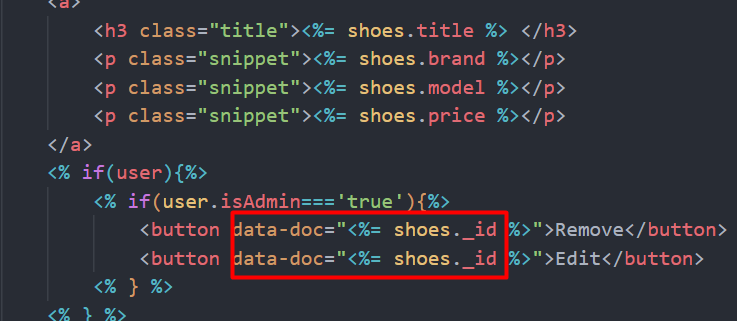 <a>
<h3 class="title"><%= shoes.title %> </h3>
<p class="snippet"><%= shoes.brand %></p>
<p class="snippet"><%= shoes.model %></p>
<p class="snippet"><%= shoes.price %></p>
</a>
<% if(user){%>
<% if(user.isAdmin==='true'){%>
<button data-doc="<%= shoes._id %>">Remove</button>
<button data-doc="<%= shoes._id %>">Edit</button>
<% } %>
<% } %>